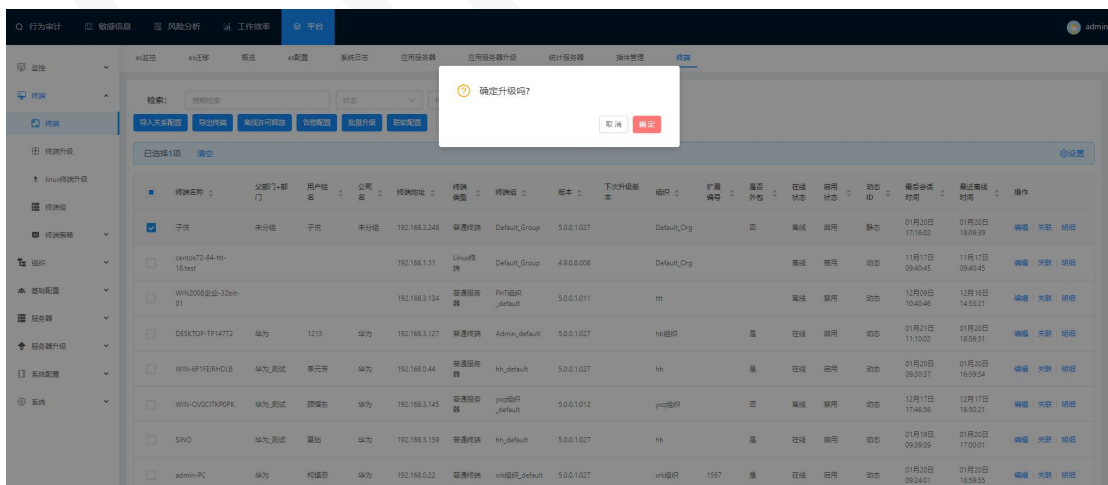 行为审计 敏感信息 风险分析 工作效率 平台 admin
es监控 es迁移 概览 es配置 系统日志 应用服务器 应用服务器升级 统计服务器 插件管理 终端
监控
终端
终端
终端升级
linux终端升级
终端组
终端策略
组织
基础配置
服务器
服务器升级
系统配置
系统
确定升级吗?
取消 确定
检索: 模糊检索 状态
导入关系配置 导出终端 离线许可释放 伪密配置 批量升级 联软配置
已选择1项 清空 设置
终端名称 父部门+部门 用户姓名 公司名 终端地址 终端类型 终端组 版本 下次升级版本 组织 扩展编号 是否外包 在线状态 启用状态 动态ID 最后会话时间 最近离线时间 操作
子悦 未分组 子悦 未分组 192.168.3.248 普通终端 Default_Group 5.0.0.1.027 Default_Org 否 离线 启用 静态 01月20日 17:16:02 01月20日 18:06:39 编辑 关联 明细
centos72-64-ttt-18.test 192.168.1.31 Linux终端 Default_Group 4.9.0.8.008 Default_Org 离线 禁用 动态 11月17日 09:40:45 11月17日 09:40:45 编辑 关联 明细
WIN2008企业-32bit-01 192.168.3.134 普通服务器 FHT组织_default 5.0.0.1.011 ttt 离线 禁用 动态 12月09日 10:40:46 12月16日 14:53:21 编辑 关联 明细
DESKTOP-TP147T2 华为 1213 华为 192.168.3.127 普通终端 Admin_default 5.0.0.1.027 hb组织 是 在线 启用 动态 01月21日 11:10:02 01月20日 18:56:51 编辑 关联 明细
WIN-6F1FEIRHDLB 华为_测试 李元芳 华为 192.168.0.44 普通服务器 hh_default 5.0.0.1.027 hh 是 在线 启用 动态 01月20日 09:30:37 01月20日 16:59:54 编辑 关联 明细
WIN-OV0CITKP0PK 华为_测试 华为 192.168.3.145 普通服务器 yxq组织_default 5.0.0.1.012 yxq组织 否 离线 禁用 动态 12月17日 17:46:56 12月17日 16:50:21 编辑 关联 明细
SINO 华为_测试 华为 192.168.3.159 普通终端 hh_default 5.0.0.1.027 hh 是 在线 启用 动态 01月19日 09:39:39 01月20日 17:00:01 编辑 关联 明细
admin-PC 华为 华为 192.168.0.22 普通终端 xrk组织_default 5.0.0.1.027 xrk组织 1567 是 在线 启用 动态 01月20日 09:24:01 01月20日 16:59:55 编辑 关联 明细